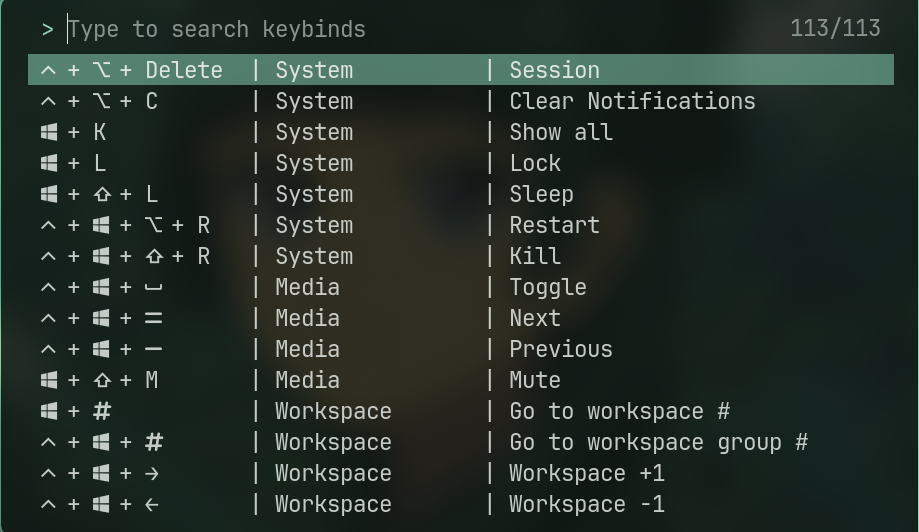 > Type to search keybinds 113/113
⌃ + ⌥ + Delete | System | Session
⌃ + ⌥ + C | System | Clear Notifications
⊞ + K | System | Show all
⊞ + L | System | Lock
⊞ + ⇧ + L | System | Sleep
⌃ + ⊞ + ⌥ + R | System | Restart
⌃ + ⊞ + ⇧ + R | System | Kill
⌃ + ⊞ + ⎵ | Media | Toggle
⌃ + ⊞ + = | Media | Next
⌃ + ⊞ + − | Media | Previous
⊞ + ⇧ + M | Media | Mute
⊞ + # | Workspace | Go to workspace #
⌃ + ⊞ + # | Workspace | Go to workspace group #
⌃ + ⊞ + → | Workspace | Workspace +1
⌃ + ⊞ + ← | Workspace | Workspace -1